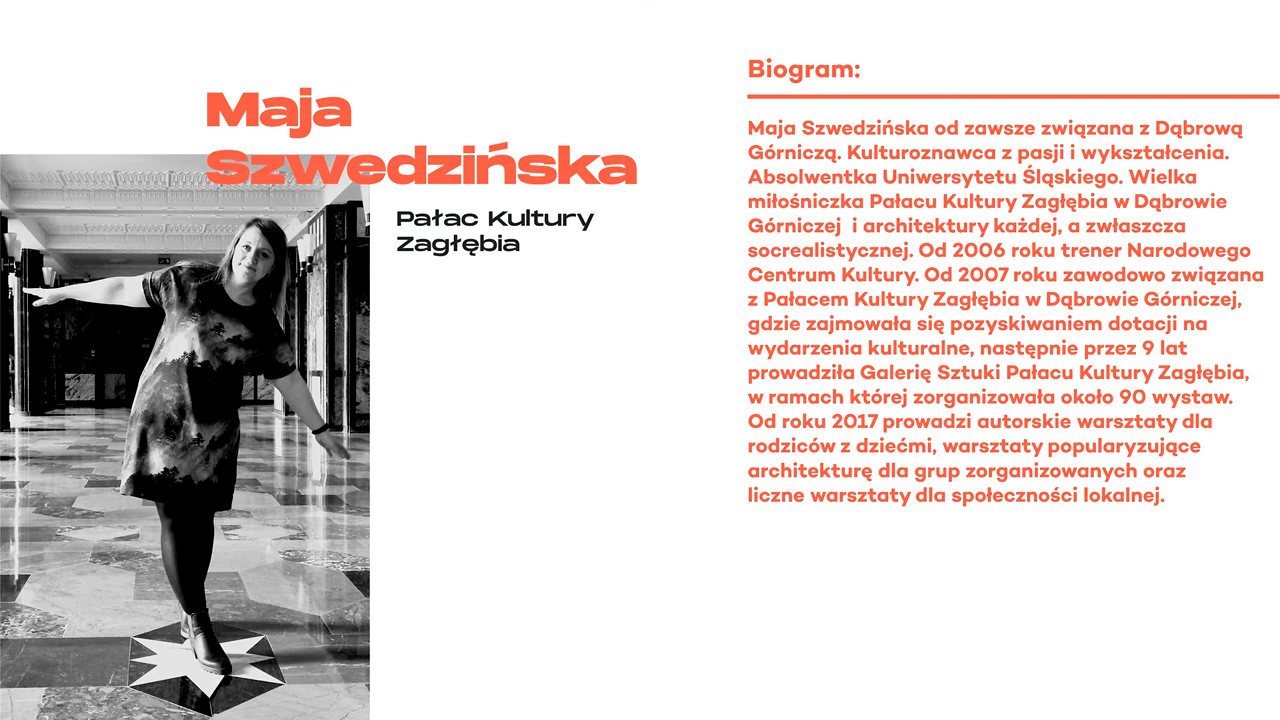 Maja
Szwedzińska
Pałac Kultury
Zagłębia
Biogram:
Maja Szwedzińska od zawsze związana z Dąbrową
Górniczą. Kulturoznawca z pasji i wykształcenia.
Absolwentka Uniwersytetu Śląskiego. Wielka
miłośniczka Pałacu Kultury Zagłębia w Dąbrowie
Górniczej  i architektury każdej, a zwłaszcza
socrealistycznej. Od 2006 roku trener Narodowego
Centrum Kultury. Od 2007 roku zawodowo związana
z Pałacem Kultury Zagłębia w Dąbrowie Górniczej,
gdzie zajmowała się pozyskiwaniem dotacji na
wydarzenia kulturalne, następnie przez 9 lat
prowadziła Galerię Sztuki Pałacu Kultury Zagłębia,
w ramach której zorganizowała około 90 wystaw.
Od roku 2017 prowadzi autorskie warsztaty dla
rodziców z dziećmi, warsztaty popularyzujące
architekturę dla grup zorganizowanych oraz
liczne warsztaty dla społeczności lokalnej.